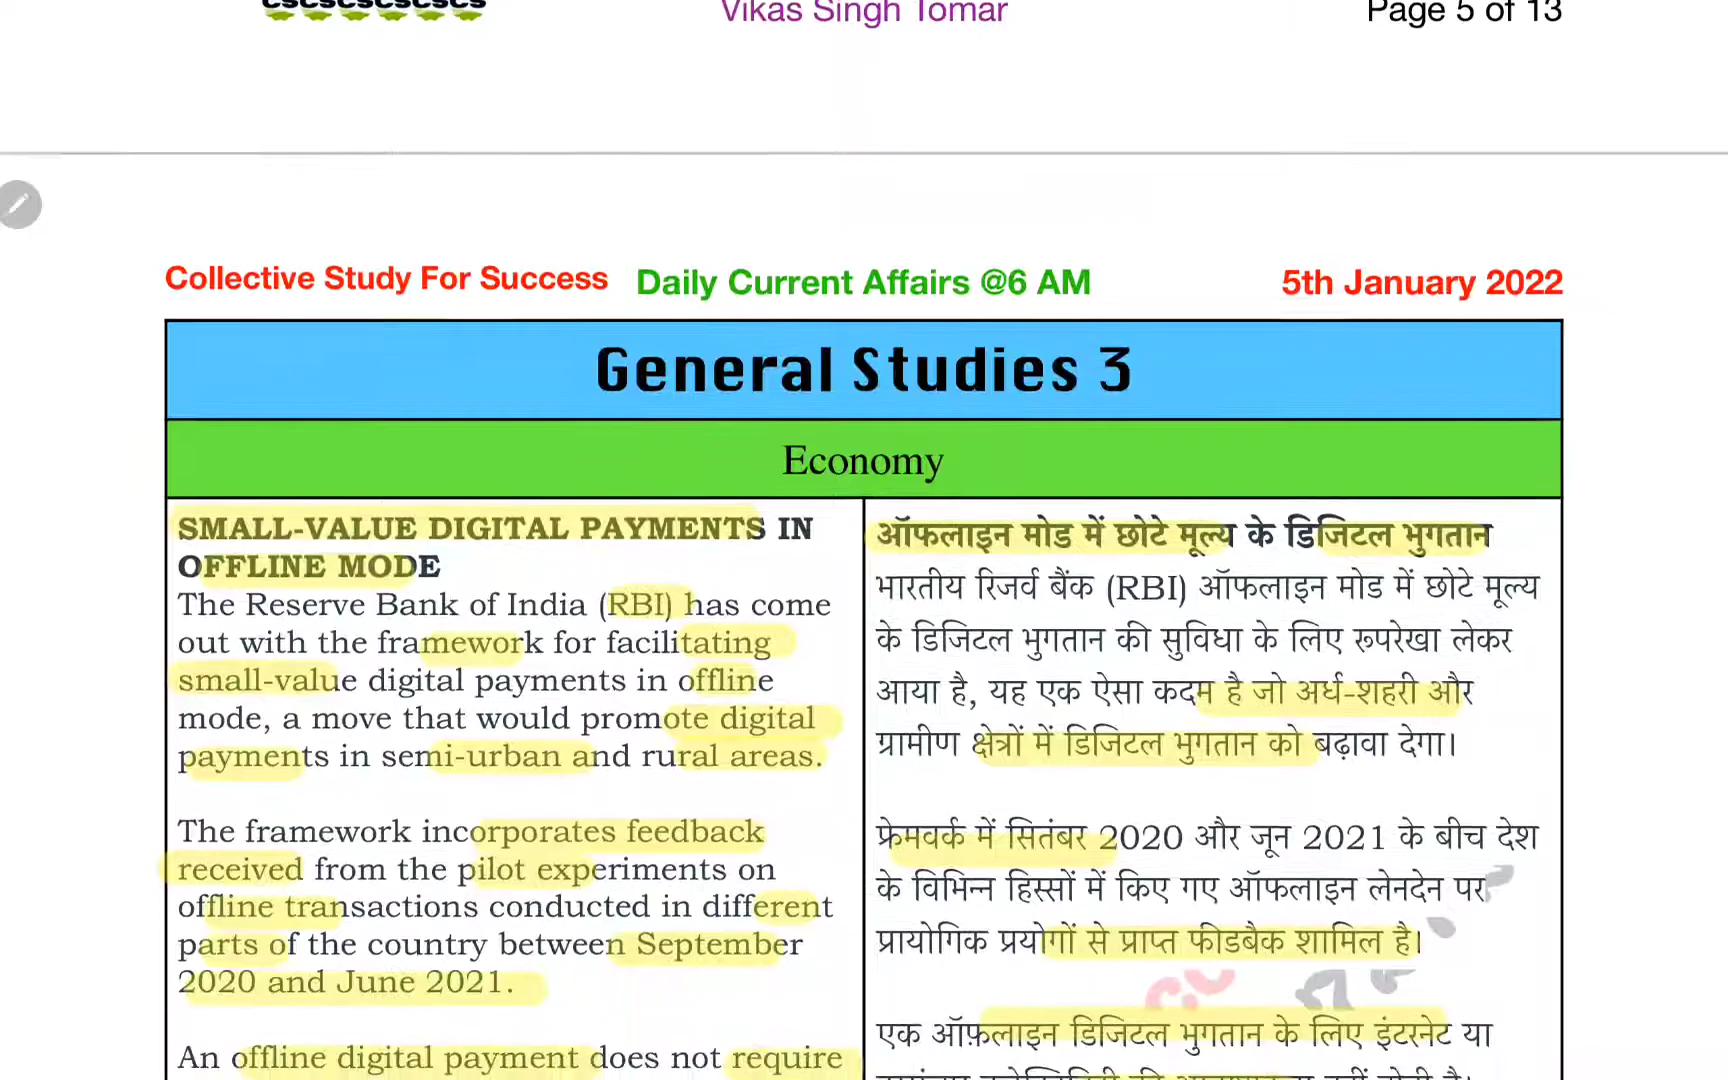 Vikas Singh Tomar
Page 5 of 13
Collective Study For Success
Daily Current Affairs @6 AM
5th January 2022
General Studies 3
Economy
SMALL-VALUE DIGITAL PAYMENTS IN
OFFLINE MODE
The Reserve Bank of India (RBI) has come
out with the framework for facilitating
small-value digital payments in offline
mode, a move that would promote digital
payments in semi-urban and rural areas.
The framework incorporates feedback
received from the pilot experiments on
offline transactions conducted in different
parts of the country between September
2020 and June 2021.
An offline digital payment does not require
ऑफलाइन मोड में छोटे मूल्य के डिजिटल भुगतान
भारतीय रिजर्व बैंक (RBI) ऑफलाइन मोड में छोटे मूल्य
के डिजिटल भुगतान की सुविधा के लिए रूपरेखा लेकर
आया है, यह एक ऐसा कदम है जो अर्ध-शहरी और
ग्रामीण क्षेत्रों में डिजिटल भुगतान को बढ़ावा देगा।
फ्रेमवर्क में सितंबर 2020 और जून 2021 के बीच देश
के विभिन्न हिस्सों में किए गए ऑफलाइन लेनदेन पर
प्रायोगिक प्रयोगों से प्राप्त फीडबैक शामिल है।
एक ऑफ़लाइन डिजिटल भुगतान के लिए इंटरनेट या